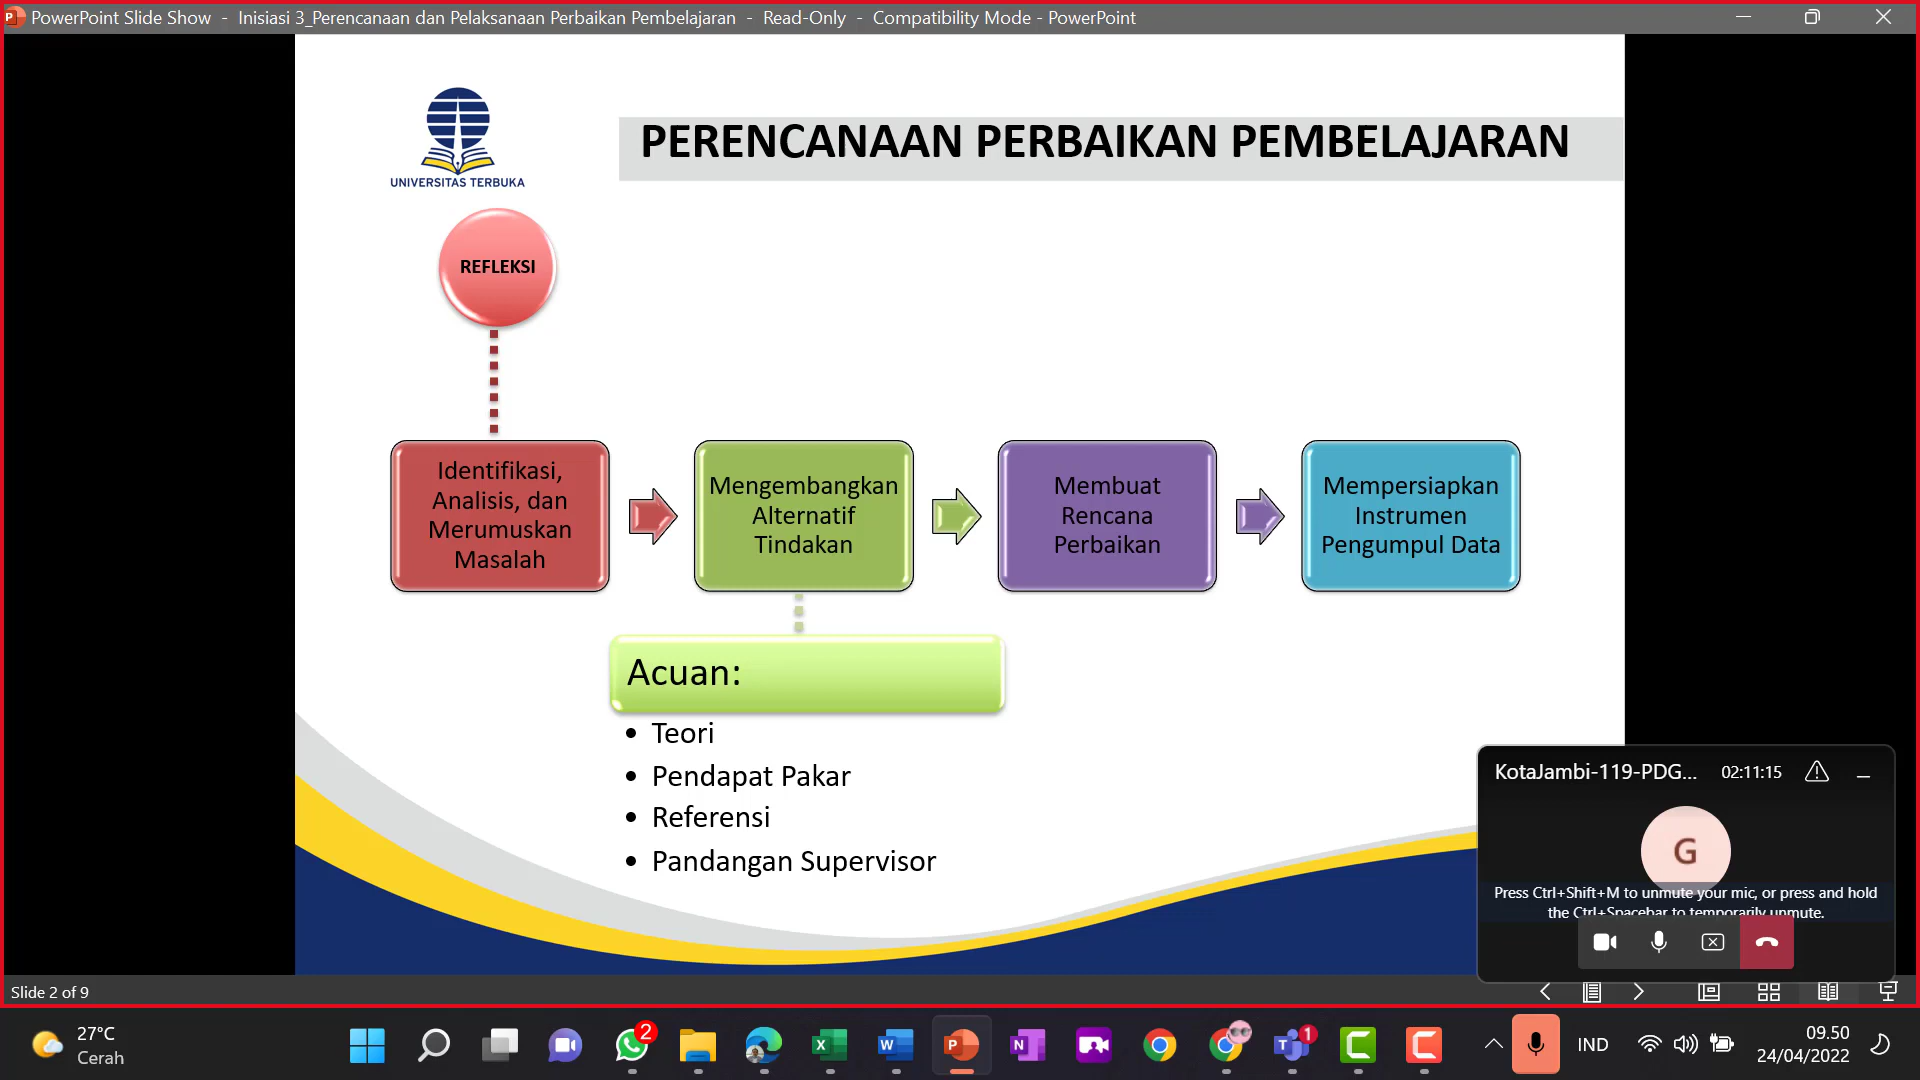 PowerPoint Slide Show - Inisiasi 3_Perencanaan dan Pelaksanaan Perbaikan Pembelajaran - Read-Only - Compatibility Mode - PowerPoint
UNIVERSITAS TERBUKA
PERENCANAAN PERBAIKAN PEMBELAJARAN
REFLEKSI
Identifikasi,
Analisis, dan
Merumuskan
Masalah
Mengembangkan
Alternatif
Tindakan
Membuat
Rencana
Perbaikan
Mempersiapkan
Instrumen
Pengumpul Data
Acuan:
• Teori
• Pendapat Pakar
• Referensi
• Pandangan Supervisor
KotaJambi-119-PDG... 02:11:15
G
Press Ctrl+Shift+M to unmute your mic, or press and hold
the Ctrl+Spacebar to temporarily unmute.
Slide 2 of 9
27°C
Cerah
2
1
IND
09.50
24/04/2022